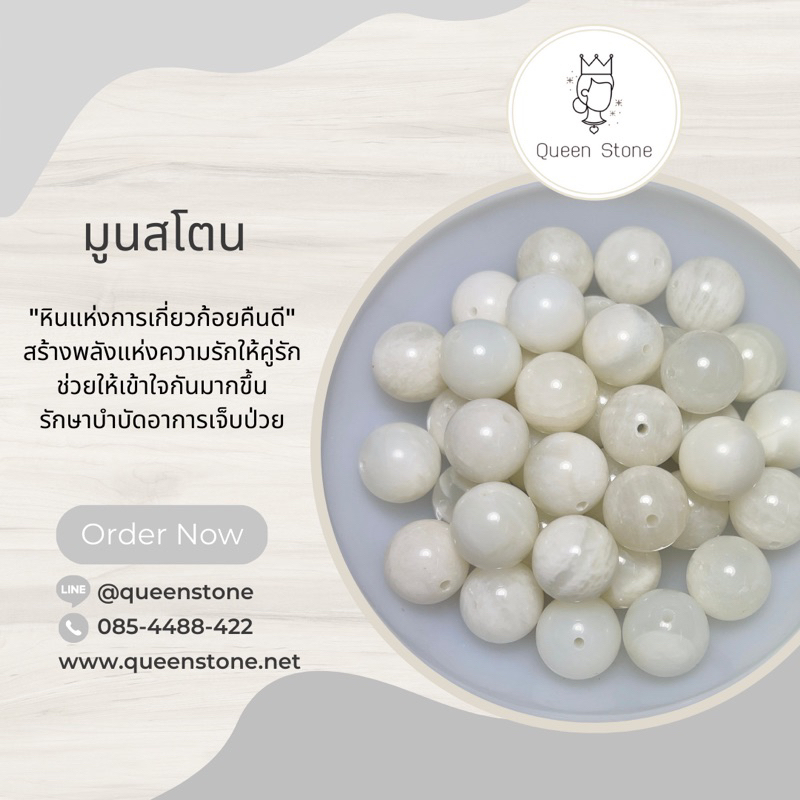 Queen Stone
มูนสโตน
"หินแห่งการเกี่ยวก้อยคืนดี"
สร้างพลังแห่งความรักให้คู่รัก
ช่วยให้เข้าใจกันมากขึ้น
รักษาบำบัดอาการเจ็บป่วย
Order Now
LINE @queenstone
085-4488-422
www.queenstone.net